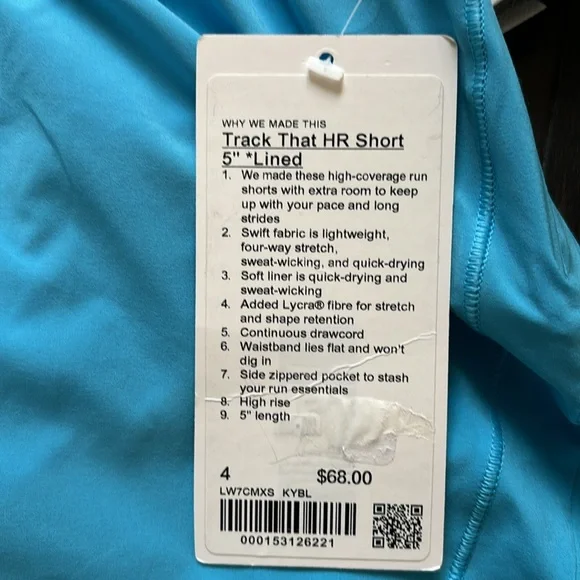 WHY WE MADE THIS
Track That HR Short
5" *Lined
1. We made these high-coverage run
shorts with extra room to keep
up with your pace and long
strides
2. Swift fabric is lightweight,
four-way stretch,
sweat-wicking, and quick-drying
3. Soft liner is quick-drying and
sweat-wicking
4. Added Lycra® fibre for stretch
and shape retention
5. Continuous drawcord
6. Waistband lies flat and won't
dig in
7. Side zippered pocket to stash
your run essentials
8. High rise
9. 5" length
4 $68.00
LW7CMXS KYBL
000153126221